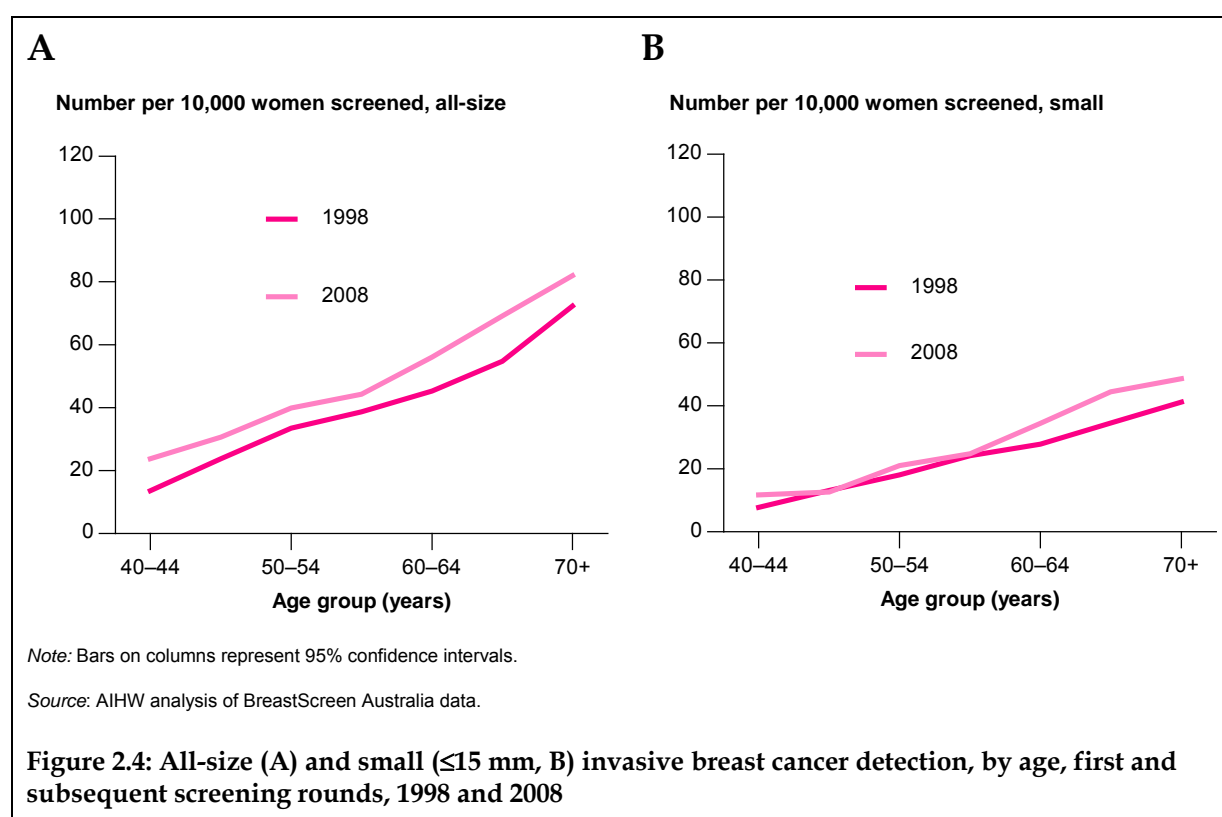 A
Number per 10,000 women screened, all-size
120
100
80
60
40
20
0
1998
2008
40–44
50–54
60–64
70+
Age group (years)
B
Number per 10,000 women screened, small
120
100
80
60
40
20
0
1998
2008
40–44
50–54
60–64
70+
Age group (years)
Note: Bars on columns represent 95% confidence intervals.
Source: AIHW analysis of BreastScreen Australia data.
Figure 2.4: All-size (A) and small (≤15 mm, B) invasive breast cancer detection, by age, first and
subsequent screening rounds, 1998 and 2008